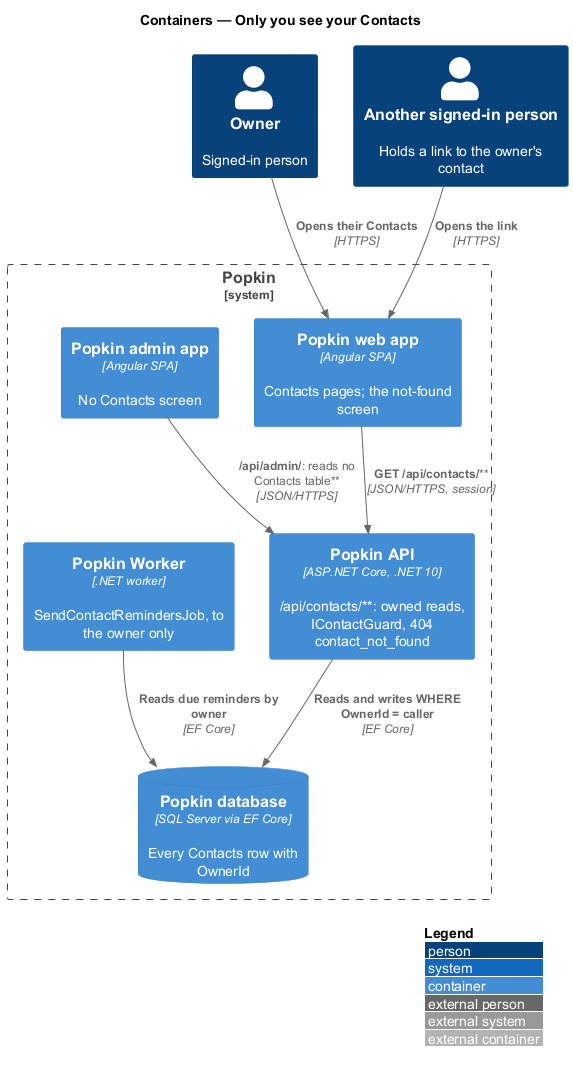 Containers — Only you see your Contacts
Owner
Signed-in person
Another signed-in person
Holds a link to the owner's
contact
Opens their Contacts
[HTTPS]
Opens the link
[HTTPS]
Popkin
[system]
Popkin admin app
[Angular SPA]
No Contacts screen
Popkin web app
[Angular SPA]
Contacts pages; the not-found
screen
/api/admin/: reads no
Contacts table**
[JSON/HTTPS]
GET /api/contacts/**
[JSON/HTTPS, session]
Popkin Worker
[.NET worker]
SendContactRemindersJob, to
the owner only
Popkin API
[ASP.NET Core, .NET 10]
/api/contacts/**: owned reads,
IContactGuard, 404
contact_not_found
Reads due reminders by
owner
[EF Core]
Reads and writes WHERE
OwnerId = caller
[EF Core]
Popkin database
[SQL Server via EF Core]
Every Contacts row with
OwnerId
Legend
person
system
container
external person
external system
external container